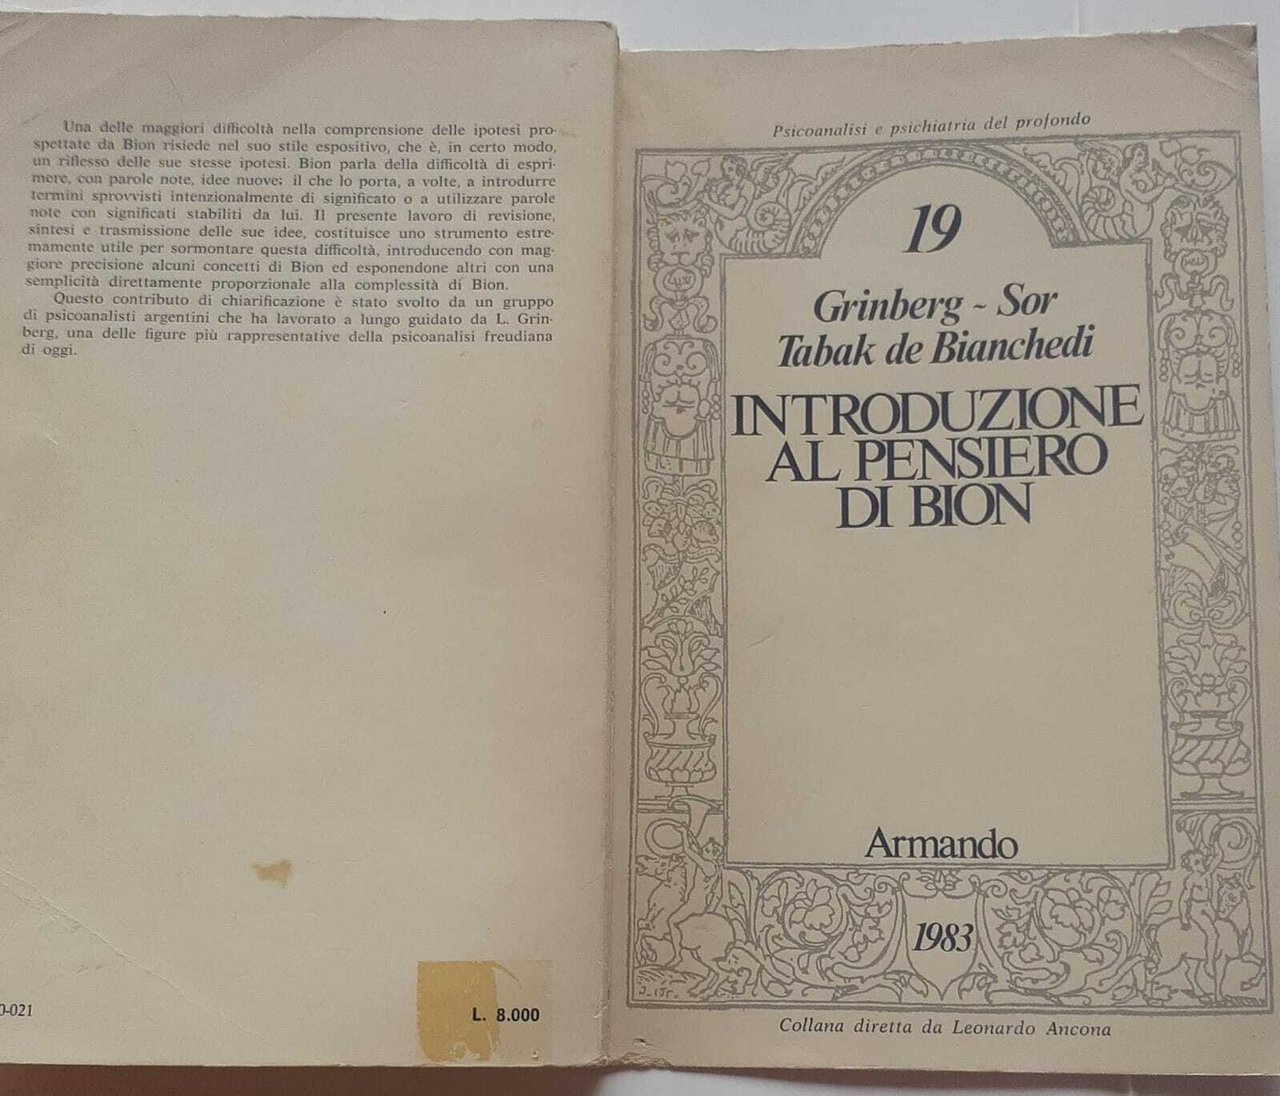 Una delle maggiori difficoltà nella comprensione delle ipotesi pro-
spettate da Bion risiede nel suo stile espositivo, che è, in certo modo,
un riflesso delle sue stesse ipotesi. Bion parla della difficoltà di espri-
mere, con parole note, idee nuove; il che lo porta, a volte, a introdurre
termini sprovvisti intenzionalmente di significato o a utilizzare parole
note con significati stabiliti da lui. Il presente lavoro di revisione,
sintesi e trasmissione delle sue idee, costituisce uno strumento estre-
mamente utile per sormontare questa difficoltà, introducendo con mag-
giore precisione alcuni concetti di Bion ed esponendone altri con una
semplicità direttamente proporzionale alla complessità di Bion.
Questo contributo di chiarificazione è stato svolto da un gruppo
di psicoanalisti argentini che ha lavorato a lungo guidato da L. Grin-
berg, una delle figure più rappresentative della psicoanalisi freudiana
di oggi.
0-021
L. 8.000
Psicoanalisi e psichiatria del profondo
19
Grinberg ~ Sor
Tabak de Bianchedi
INTRODUZIONE
AL PENSIERO
DI BION
Armando
1983
Collana diretta da Leonardo Ancona